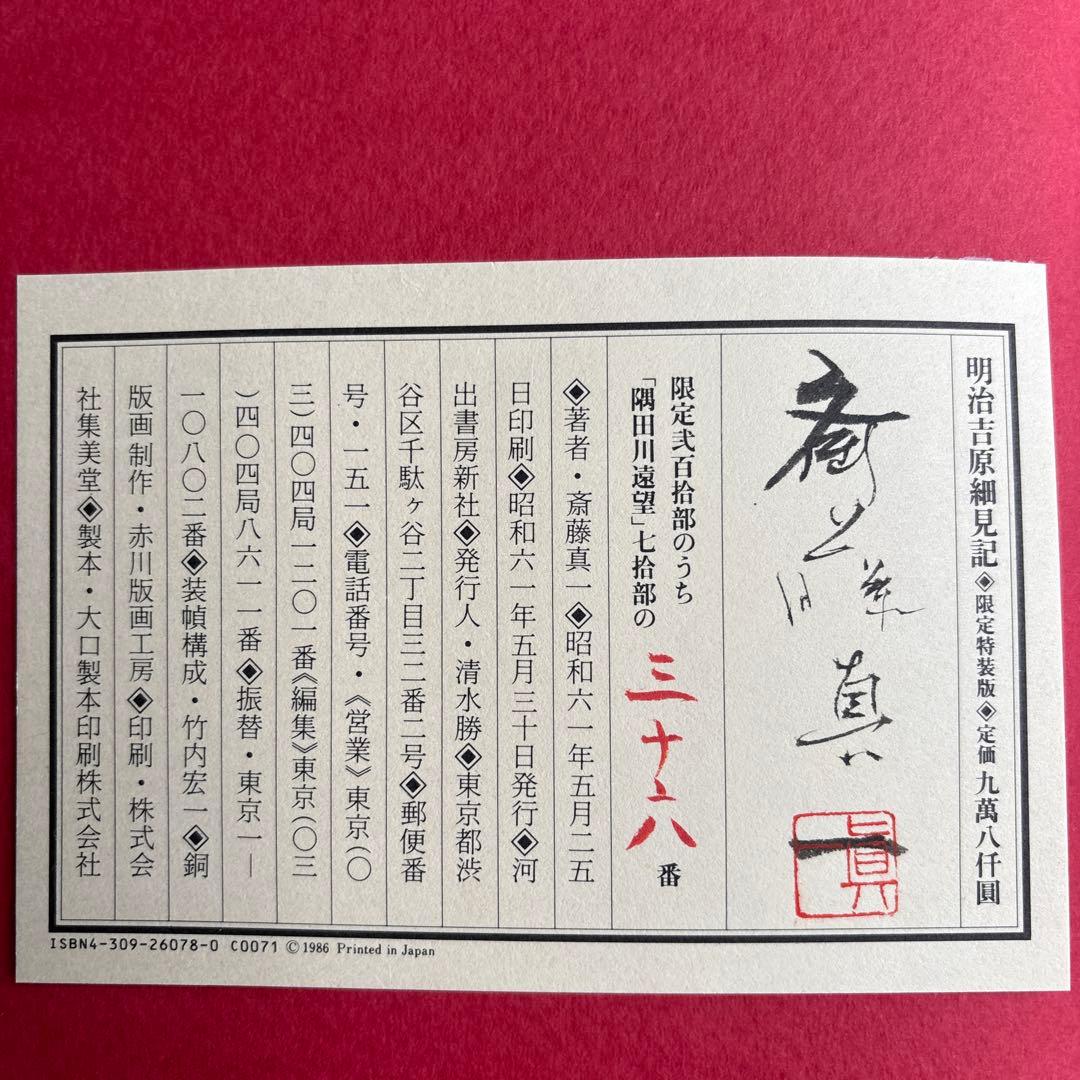 明治吉原細見記◈限定特装版◈定価 九萬八仟圓
斎藤真一
限定弐百拾部のうち
「隅田川遠望」七拾部の 三十六 番
◈著者・斎藤真一◈昭和六一年五月二五
日印刷◈昭和六一年五月三十日発行◈河
出書房新社◈発行人・清水勝◈東京都渋
谷区千駄ヶ谷二丁目三二番二号◈郵便番
号・一五一◈電話番号・《営業》東京(〇
三)四〇四局一二〇一番《編集》東京(〇三
)四〇四局八六一一番◈振替・東京一―
一〇八〇二番◈装幀構成・竹内宏一◈銅
版画制作・赤川版画工房◈印刷・株式会
社集美堂◈製本・大口製本印刷株式会社
ISBN4-309-26078-0 C0071 ©1986 Printed in Japan